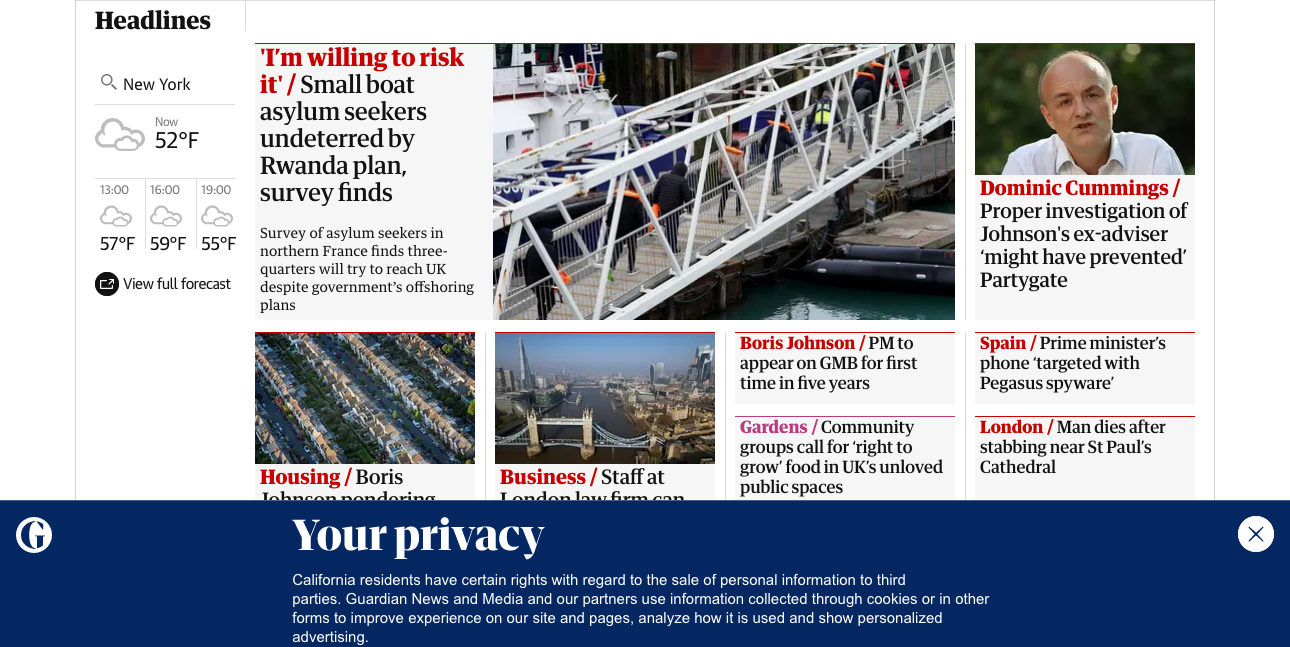 Headlines
New York
Now
52°F
13:00 16:00 19:00
57°F 59°F 55°F
View full forecast
'I'm willing to risk
it' / Small boat
asylum seekers
undeterred by
Rwanda plan,
survey finds
Survey of asylum seekers in
northern France finds three-
quarters will try to reach UK
despite government's offshoring
plans
Dominic Cummings /
Proper investigation of
Johnson's ex-adviser
‘might have prevented’
Partygate
Housing / Boris
Johnson pondering
Business / Staff at
London law firm can
Boris Johnson / PM to
appear on GMB for first
time in five years
Gardens / Community
groups call for ‘right to
grow’ food in UK’s unloved
public spaces
Spain / Prime minister’s
phone ‘targeted with
Pegasus spyware’
London / Man dies after
stabbing near St Paul’s
Cathedral
G
Your privacy
California residents have certain rights with regard to the sale of personal information to third
parties. Guardian News and Media and our partners use information collected through cookies or in other
forms to improve experience on our site and pages, analyze how it is used and show personalized
advertising.